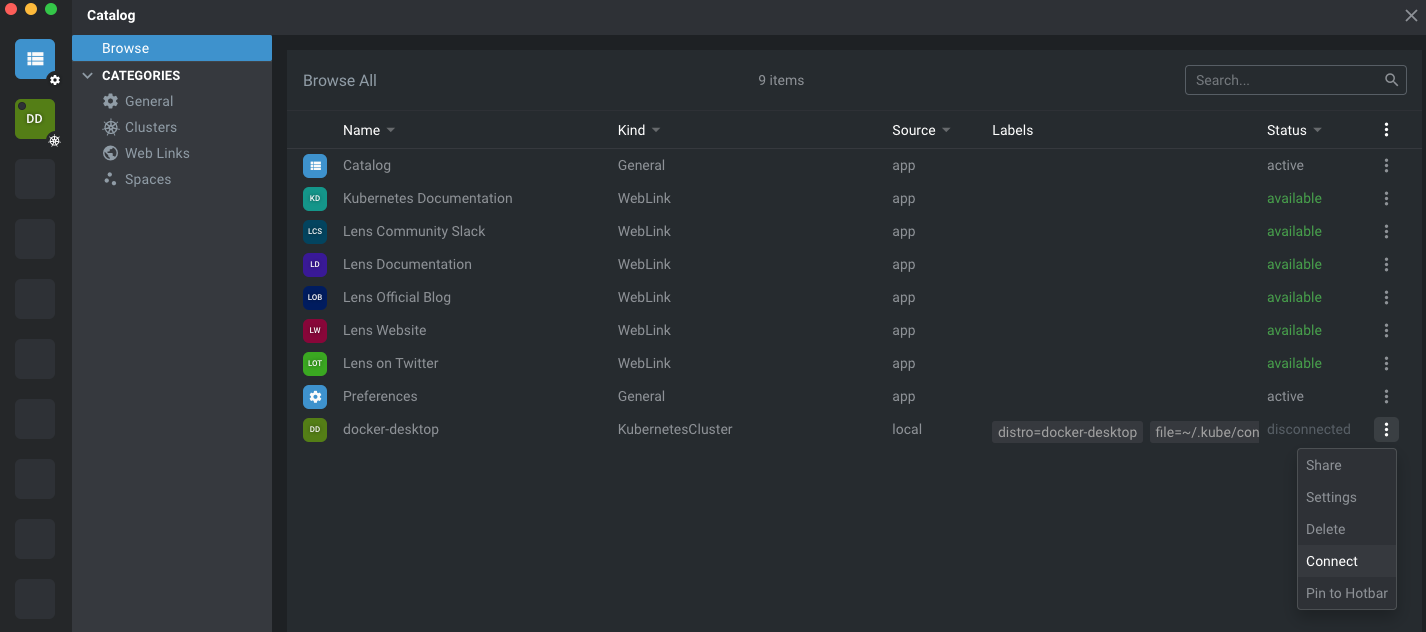 Catalog
Browse
CATEGORIES
General
Clusters
Web Links
Spaces
DD
Browse All 9 items Search...
Name Kind Source Labels Status
Catalog General app active
KD Kubernetes Documentation WebLink app available
LCS Lens Community Slack WebLink app available
LD Lens Documentation WebLink app available
LOB Lens Official Blog WebLink app available
LW Lens Website WebLink app available
LOT Lens on Twitter WebLink app available
Preferences General app active
DD docker-desktop KubernetesCluster local distro=docker-desktop file=~/.kube/con disconnected
Share
Settings
Delete
Connect
Pin to Hotbar